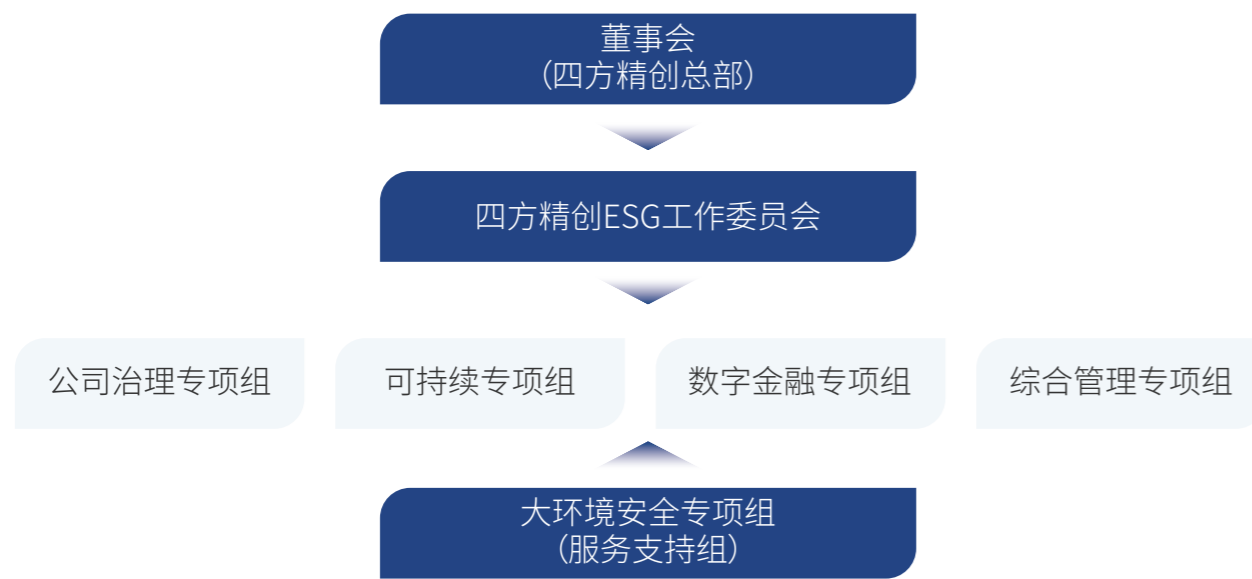 董事会
（四方精创总部）
四方精创ESG工作委员会
公司治理专项组
可持续专项组
数字金融专项组
综合管理专项组
大环境安全专项组
（服务支持组）